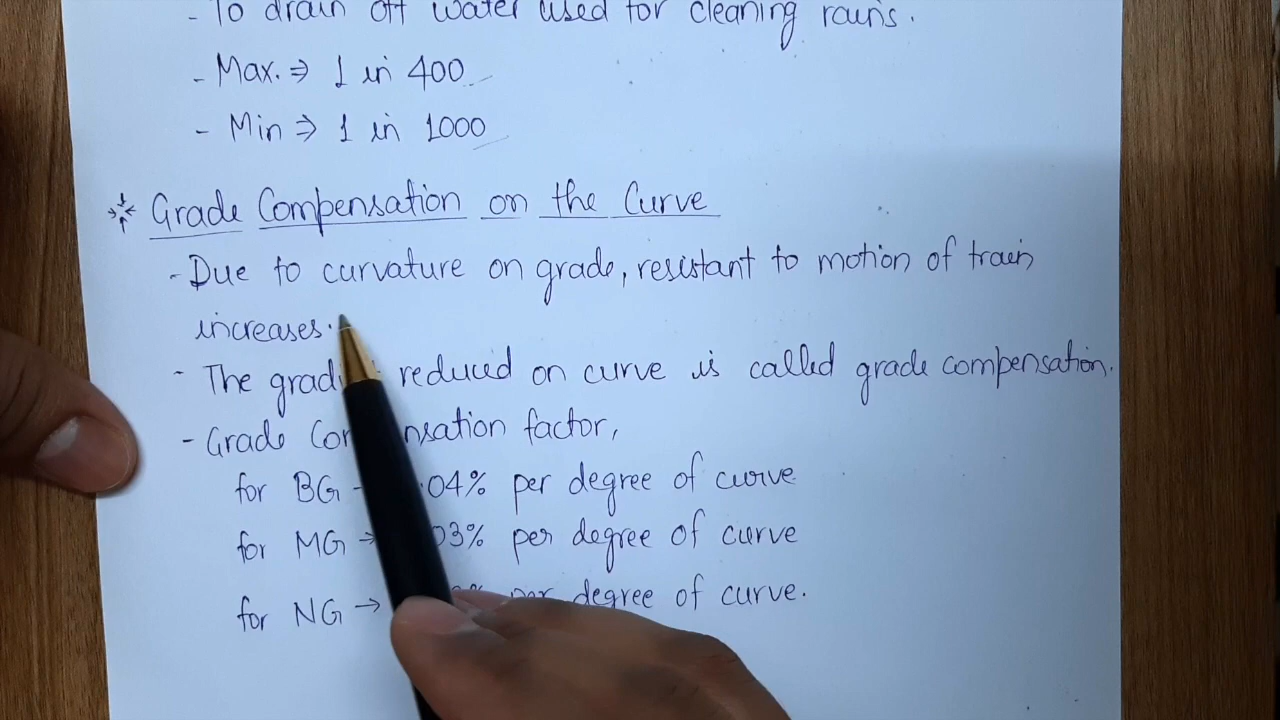 - To drain off water used for cleaning rains.
- Max. ⇒ 1 in 400
- Min ⇒ 1 in 1000
Grade Compensation on the Curve
- Due to curvature on grade, resistant to motion of train
increases.
- The reduced on curve is called grade compensation.
- Grade factor,
for BG → .04% per degree of curve
for MG → 03% per degree of curve
for NG → per degree of curve.